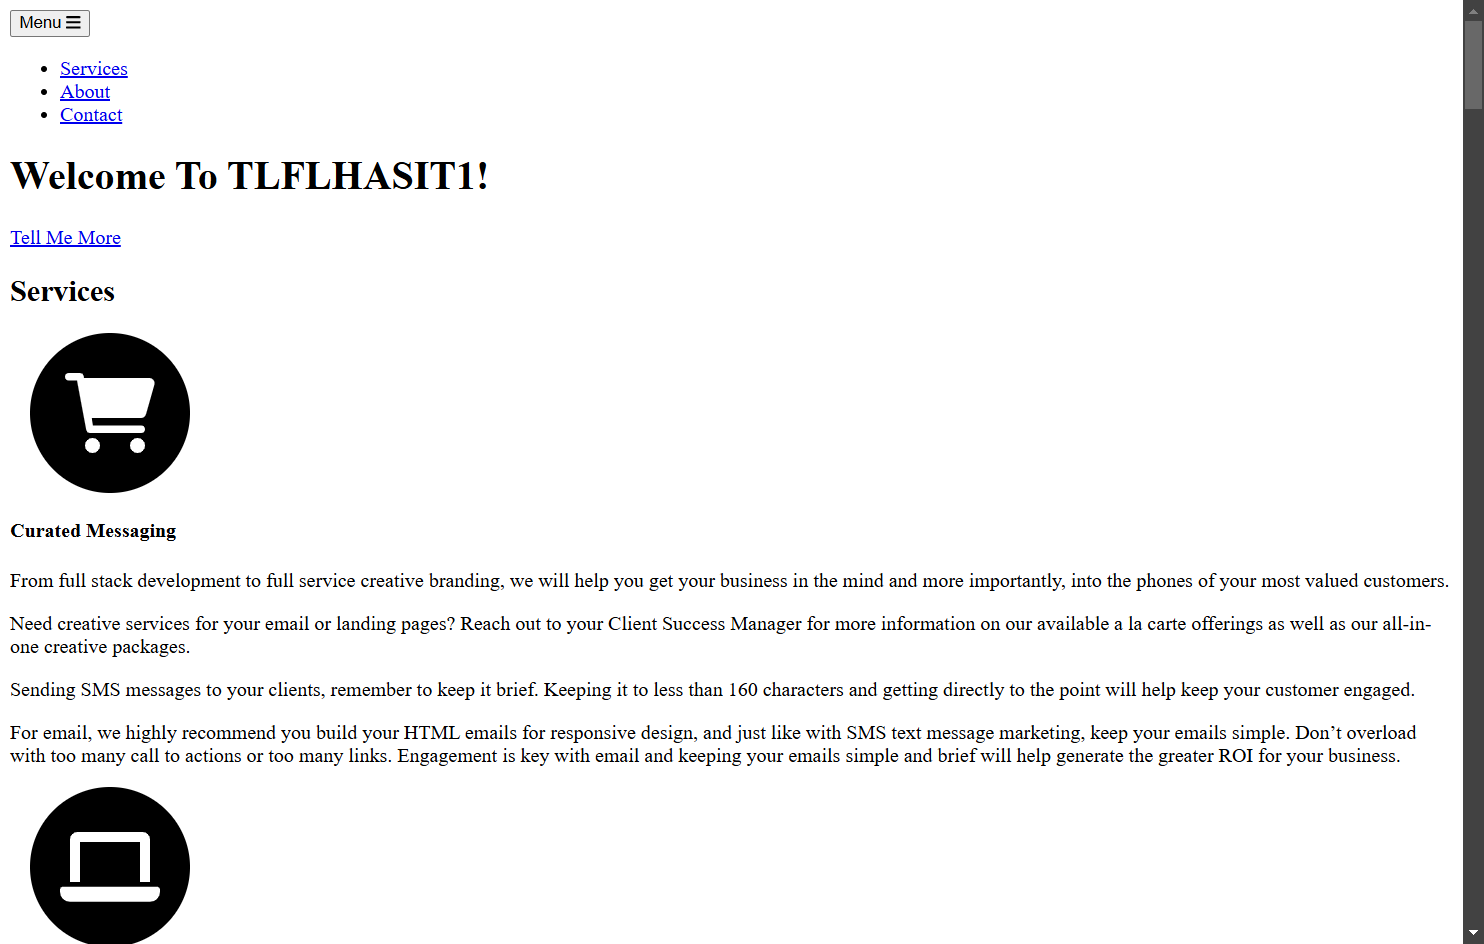 Menu
Services
About
Contact
Welcome To TLFLHASIT1!
Tell Me More
Services
Curated Messaging
From full stack development to full service creative branding, we will help you get your business in the mind and more importantly, into the phones of your most valued customers.
Need creative services for your email or landing pages? Reach out to your Client Success Manager for more information on our available a la carte offerings as well as our all-in-
one creative packages.
Sending SMS messages to your clients, remember to keep it brief. Keeping it to less than 160 characters and getting directly to the point will help keep your customer engaged.
For email, we highly recommend you build your HTML emails for responsive design, and just like with SMS text message marketing, keep your emails simple. Don’t overload
with too many call to actions or too many links. Engagement is key with email and keeping your emails simple and brief will help generate the greater ROI for your business.